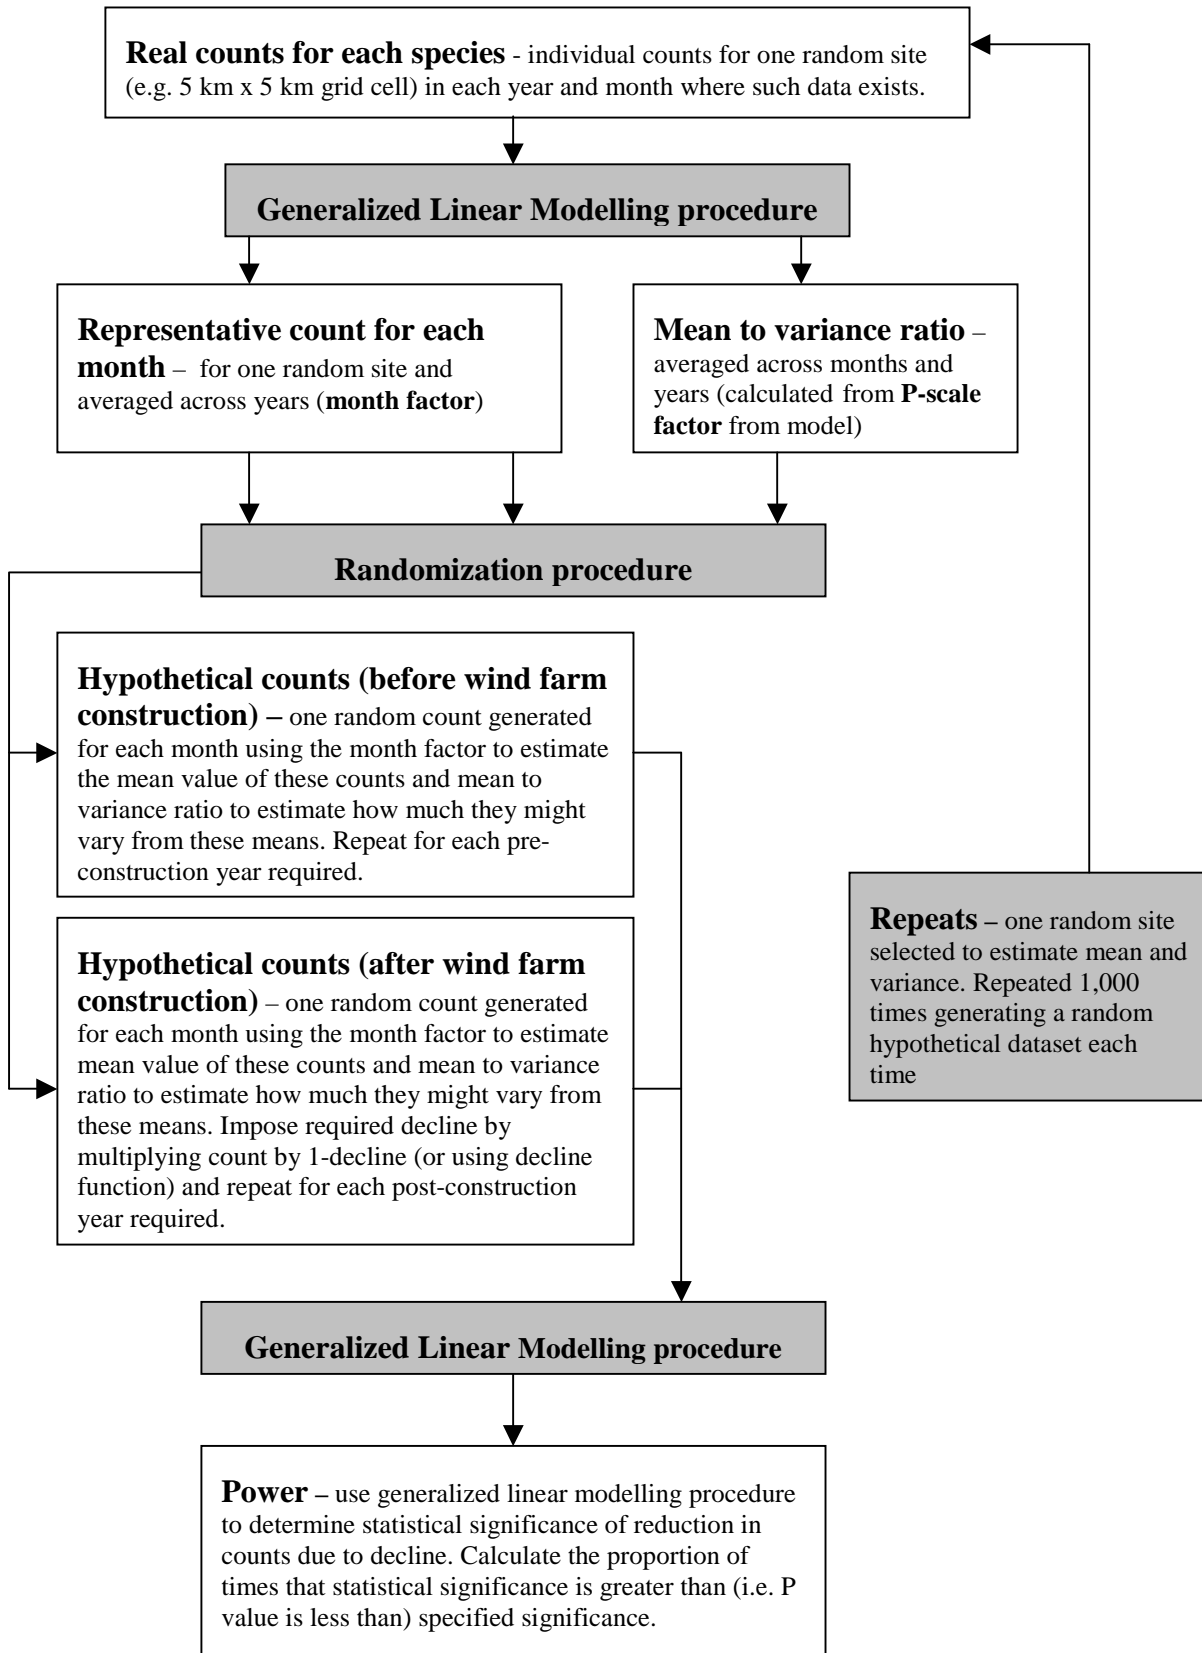 Real counts for each species - individual counts for one random site
(e.g. 5 km x 5 km grid cell) in each year and month where such data exists.
Generalized Linear Modelling procedure
Representative count for each
month – for one random site and
averaged across years (month factor)
Mean to variance ratio –
averaged across months and
years (calculated from P-scale
factor from model)
Randomization procedure
Hypothetical counts (before wind farm
construction) – one random count generated
for each month using the month factor to estimate
the mean value of these counts and mean to
variance ratio to estimate how much they might
vary from these means. Repeat for each pre-
construction year required.
Hypothetical counts (after wind farm
construction) – one random count generated
for each month using the month factor to estimate
mean value of these counts and mean to variance
ratio to estimate how much they might vary from
these means. Impose required decline by
multiplying count by 1-decline (or using decline
function) and repeat for each post-construction
year required.
Repeats – one random site
selected to estimate mean and
variance. Repeated 1,000
times generating a random
hypothetical dataset each
time
Generalized Linear Modelling procedure
Power – use generalized linear modelling procedure
to determine statistical significance of reduction in
counts due to decline. Calculate the proportion of
times that statistical significance is greater than (i.e. P
value is less than) specified significance.